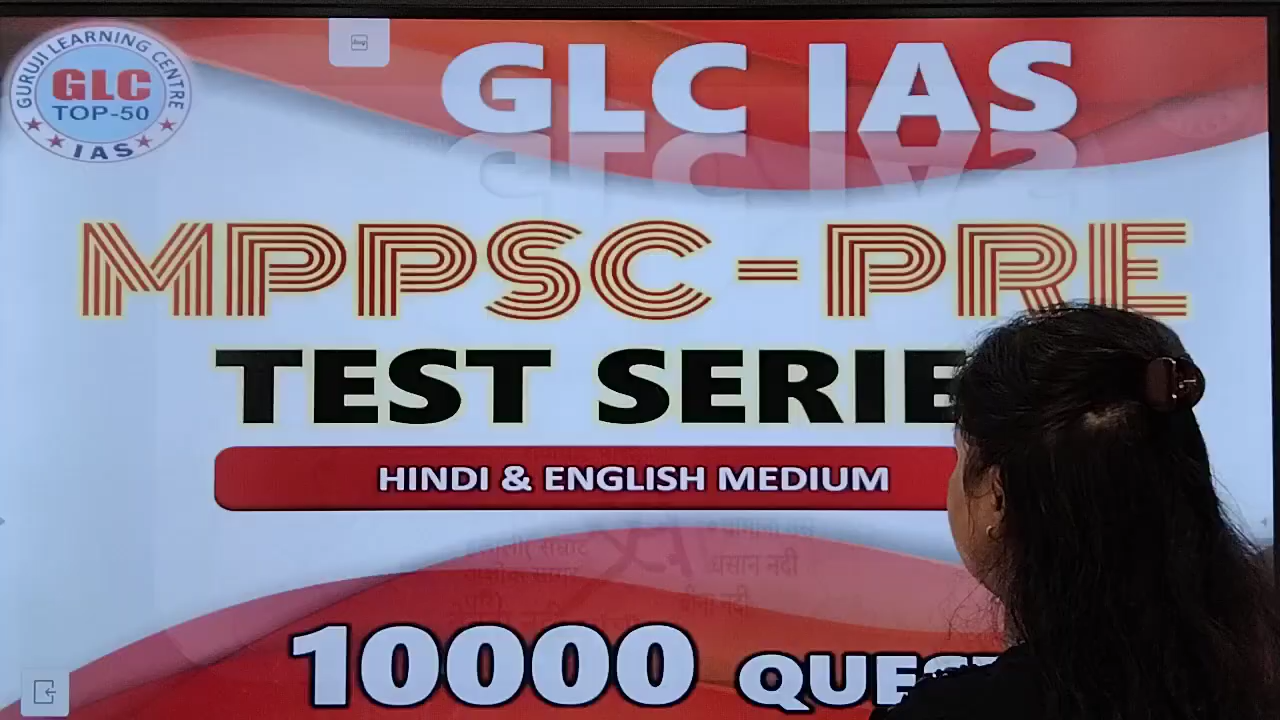 GURUJI LEARNING CENTRE
GLC
TOP-50
IAS
GLC IAS
MPPSC - PRE
TEST SERIE
HINDI & ENGLISH MEDIUM
धसान नदी
10000 QUES